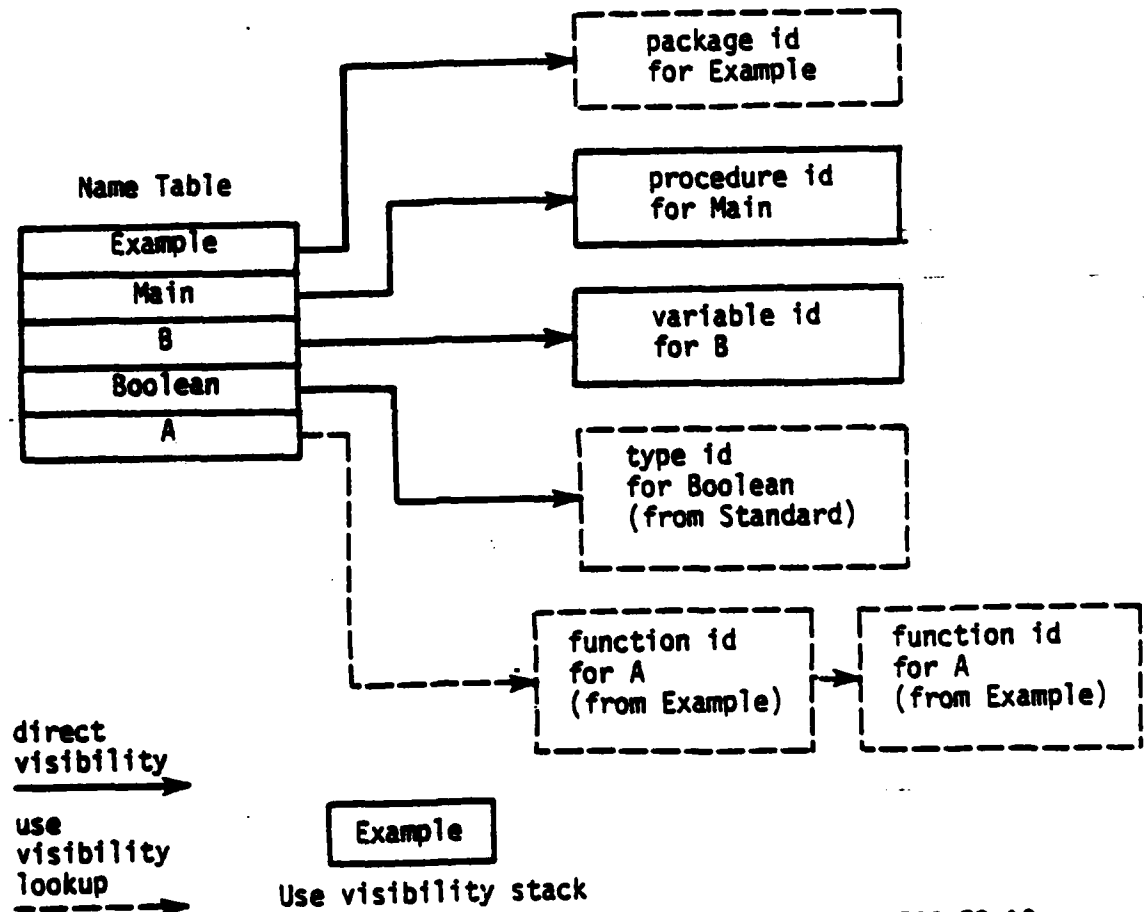 package id
for Example
procedure id
for Main
Name Table
Example
Main
B
Boolean
A
variable id
for B
type id
for Boolean
(from Standard)
function id
for A
(from Example)
function id
for A
(from Example)
direct
visibility
use
visibility
lookup
Example
Use visibility stack